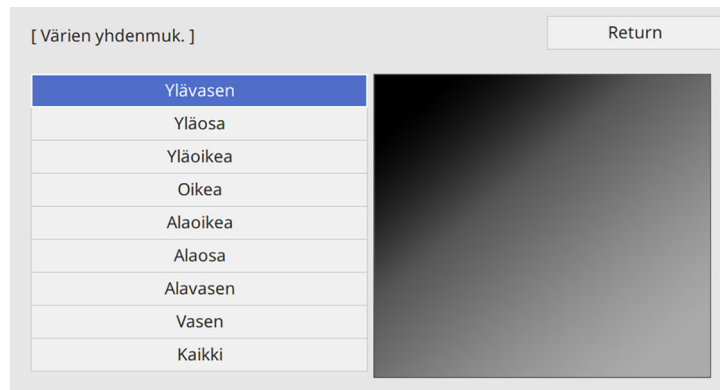 [ Värien yhdenmuk. ]
Return
Ylävasen
Yläosa
Yläoikea
Oikea
Alaoikea
Alaosa
Alavasen
Vasen
Kaikki